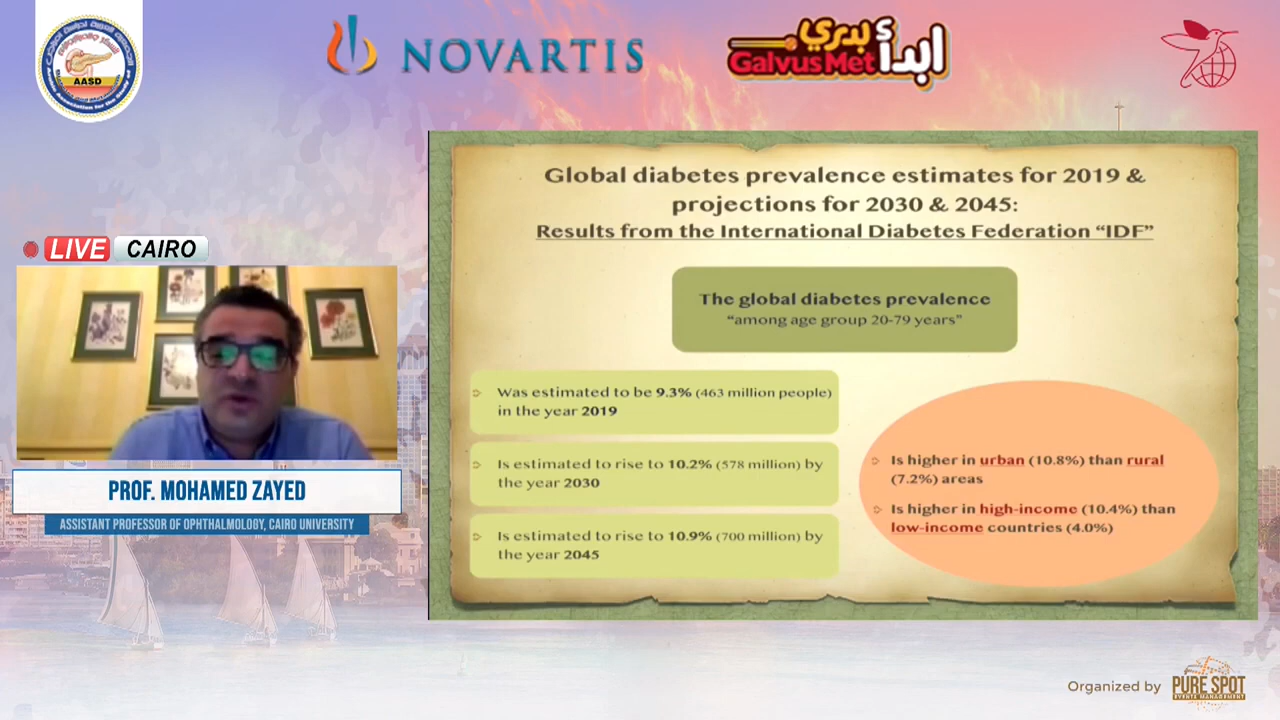 AASD
NOVARTIS
ابدأ بدري
GalvusMet
Global diabetes prevalence estimates for 2019 &
projections for 2030 & 2045:
Results from the International Diabetes Federation “IDF”
The global diabetes prevalence
“among age group 20-79 years”
LIVE CAIRO
Was estimated to be 9.3% (463 million people)
in the year 2019
Is estimated to rise to 10.2% (578 million) by
the year 2030
Is estimated to rise to 10.9% (700 million) by
the year 2045
Is higher in urban (10.8%) than rural
(7.2%) areas
Is higher in high-income (10.4%) than
low-income countries (4.0%)
PROF. MOHAMED ZAYED
ASSISTANT PROFESSOR OF OPHTHALMOLOGY, CAIRO UNIVERSITY
Organized by PURE SPOT
EVENTS MANAGEMENT